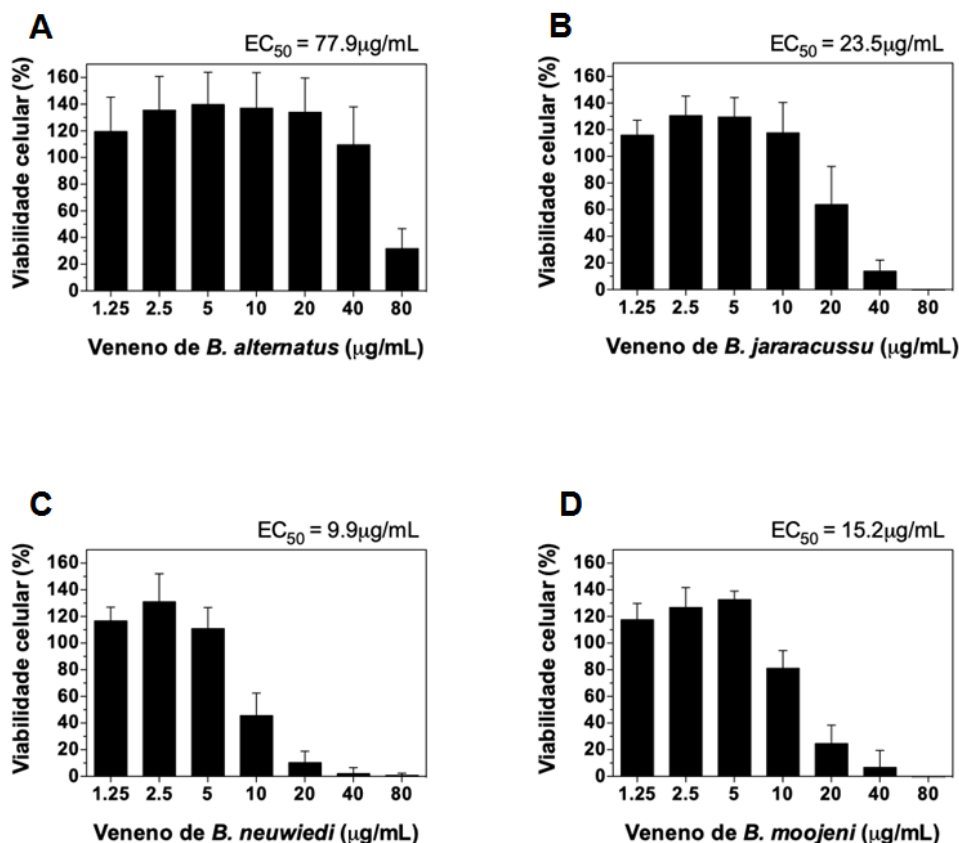 A
EC50 = 77.9µg/mL
Viabilidade celular (%)
160
140
120
100
80
60
40
20
0
1.25 2.5 5 10 20 40 80
Veneno de B. alternatus (µg/mL)
B
EC50 = 23.5µg/mL
Viabilidade celular (%)
160
140
120
100
80
60
40
20
0
1.25 2.5 5 10 20 40 80
Veneno de B. jararacussu (µg/mL)
C
EC50 = 9.9µg/mL
Viabilidade celular (%)
160
140
120
100
80
60
40
20
0
1.25 2.5 5 10 20 40 80
Veneno de B. neuwiedi (µg/mL)
D
EC50 = 15.2µg/mL
Viabilidade celular (%)
160
140
120
100
80
60
40
20
0
1.25 2.5 5 10 20 40 80
Veneno de B. moojeni (µg/mL)